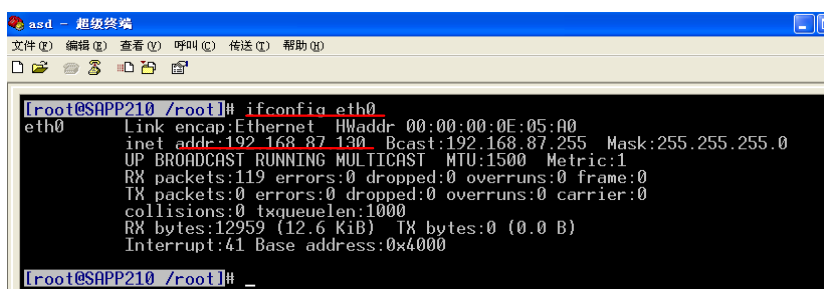 asd - 超级终端
文件(F) 编辑(E) 查看(V) 呼叫(C) 传送(T) 帮助(H)
[root@SAPP210 /root]# ifconfig eth0
eth0 Link encap:Ethernet HWaddr 00:00:00:0E:05:A0
inet addr:192.168.87.130 Bcast:192.168.87.255 Mask:255.255.255.0
UP BROADCAST RUNNING MULTICAST MTU:1500 Metric:1
RX packets:119 errors:0 dropped:0 overruns:0 frame:0
TX packets:0 errors:0 dropped:0 overruns:0 carrier:0
collisions:0 txqueuelen:1000
RX bytes:12959 (12.6 KiB) TX bytes:0 (0.0 B)
Interrupt:41 Base address:0x4000
[root@SAPP210 /root]# _